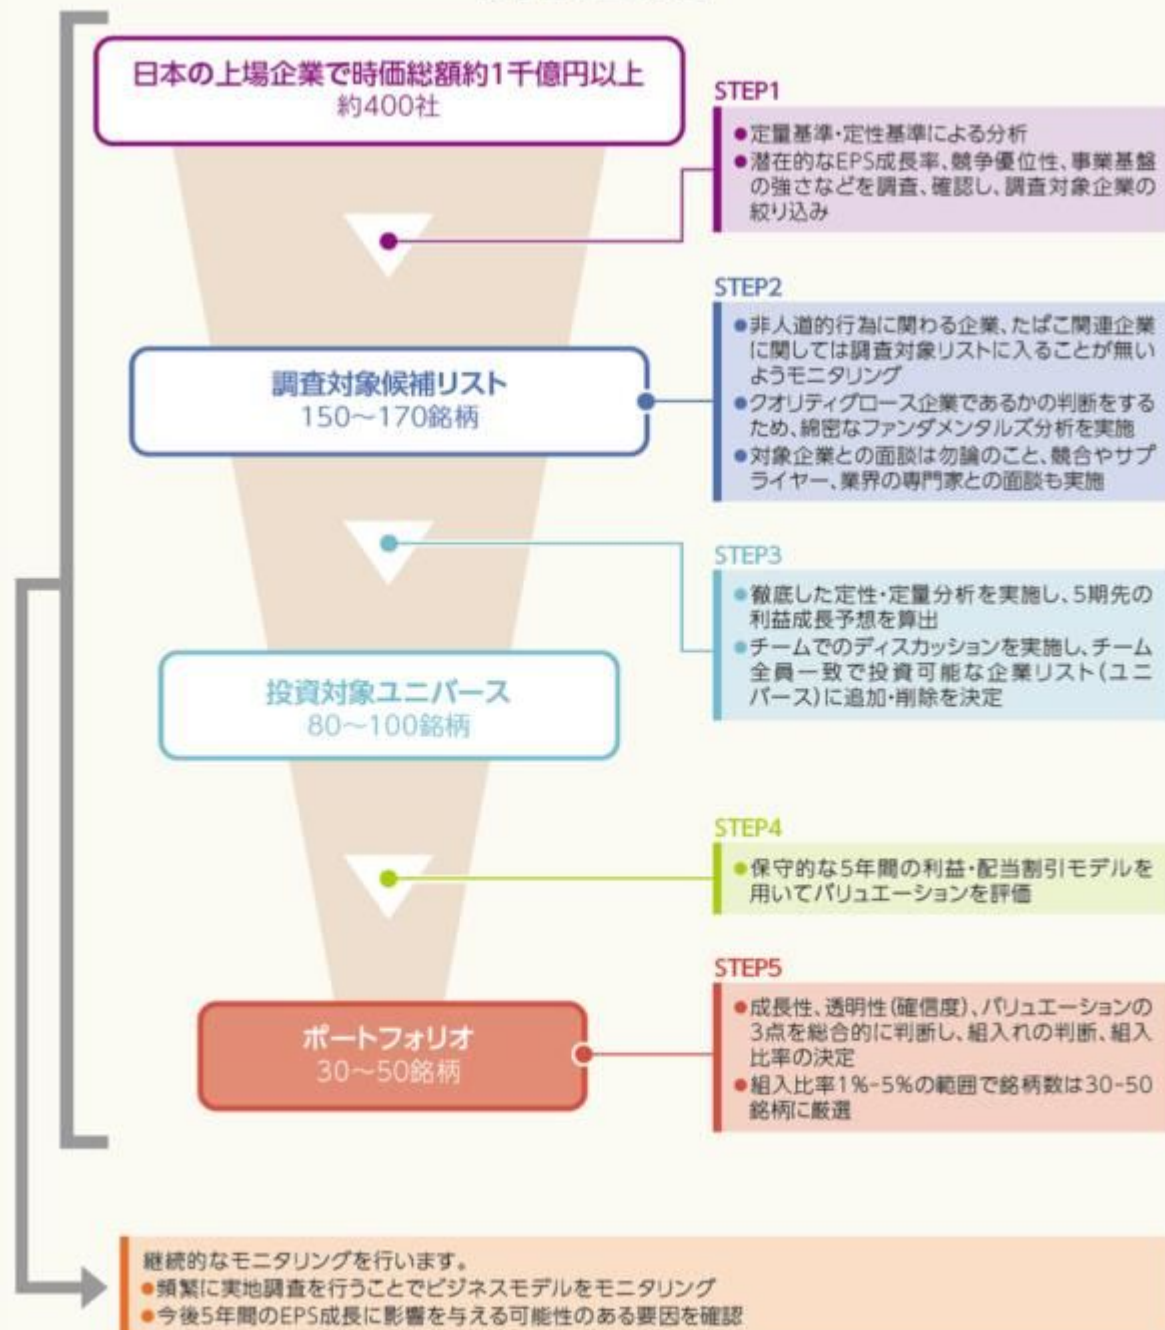 日本の上場企業で時価総額約1千億円以上
約400社
STEP1
●定量基準・定性基準による分析
●潜在的なEPS成長率、競争優位性、事業基盤
の強さなどを調査、確認し、調査対象企業の
絞り込み
STEP2
●非人道的行為に関わる企業、たばこ関連企業
に関しては調査対象リストに入ることが無い
ようモニタリング
●クオリティグロース企業であるかの判断をする
ため、綿密なファンダメンタルズ分析を実施
●対象企業との面談は勿論のこと、競合やサプ
ライヤー、業界の専門家との面談も実施
調査対象候補リスト
150〜170銘柄
STEP3
●徹底した定性・定量分析を実施し、5期先の
利益成長予想を算出
●チームでのディスカッションを実施し、チーム
全員一致で投資可能な企業リスト(ユニ
バース)に追加・削除を決定
投資対象ユニバース
80〜100銘柄
STEP4
●保守的な5年間の利益・配当割引モデルを
用いてバリュエーションを評価
STEP5
●成長性、透明性(確信度)、バリュエーションの
3点を総合的に判断し、組入れの判断、組入
比率の決定
●組入比率1%-5%の範囲で銘柄数は30-50
銘柄に厳選
ポートフォリオ
30〜50銘柄
継続的なモニタリングを行います。
●頻繁に実地調査を行うことでビジネスモデルをモニタリング
●今後5年間のEPS成長に影響を与える可能性のある要因を確認